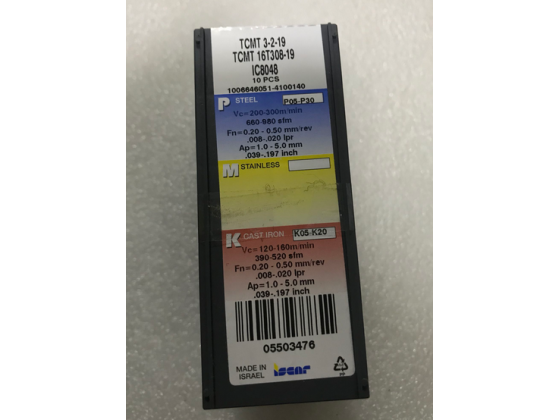 TCMT 3-2-19
TCMT 16T308-19
IC8048
10 PCS
1006646051-4100140
P STEEL P05-P30
Vc=200-300m/min
660-980 sfm
Fn=0.20 - 0.50 mm/rev
.008-.020 Ipr
Ap=1.0 - 5.0 mm
.039-.197 inch
M STAINLESS
K CAST IRON K05-K20
Vc=120-160m/min
390-520 sfm
Fn=0.20 - 0.50 mm/rev
.008-.020 Ipr
Ap=1.0 - 5.0 mm
.039-.197 inch
05503476
MADE IN
ISRAEL
iscar
PP